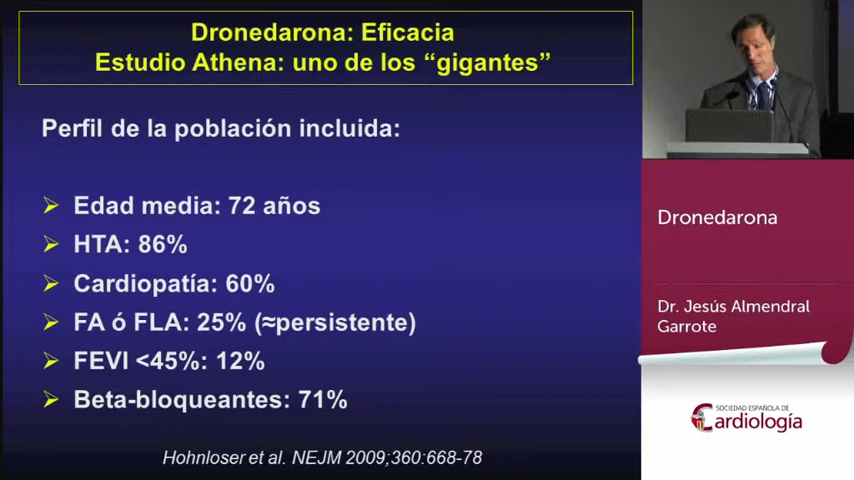 Dronedarona: Eficacia
Estudio Athena: uno de los “gigantes”
Perfil de la población incluida:
➢ Edad media: 72 años
➢ HTA: 86%
➢ Cardiopatía: 60%
➢ FA ó FLA: 25% (≈persistente)
➢ FEVI <45%: 12%
➢ Beta-bloqueantes: 71%
Hohnloser et al. NEJM 2009;360:668-78
Dronedarona
Dr. Jesús Almendral
Garrote
SOCIEDAD ESPAÑOLA DE
Cardiología